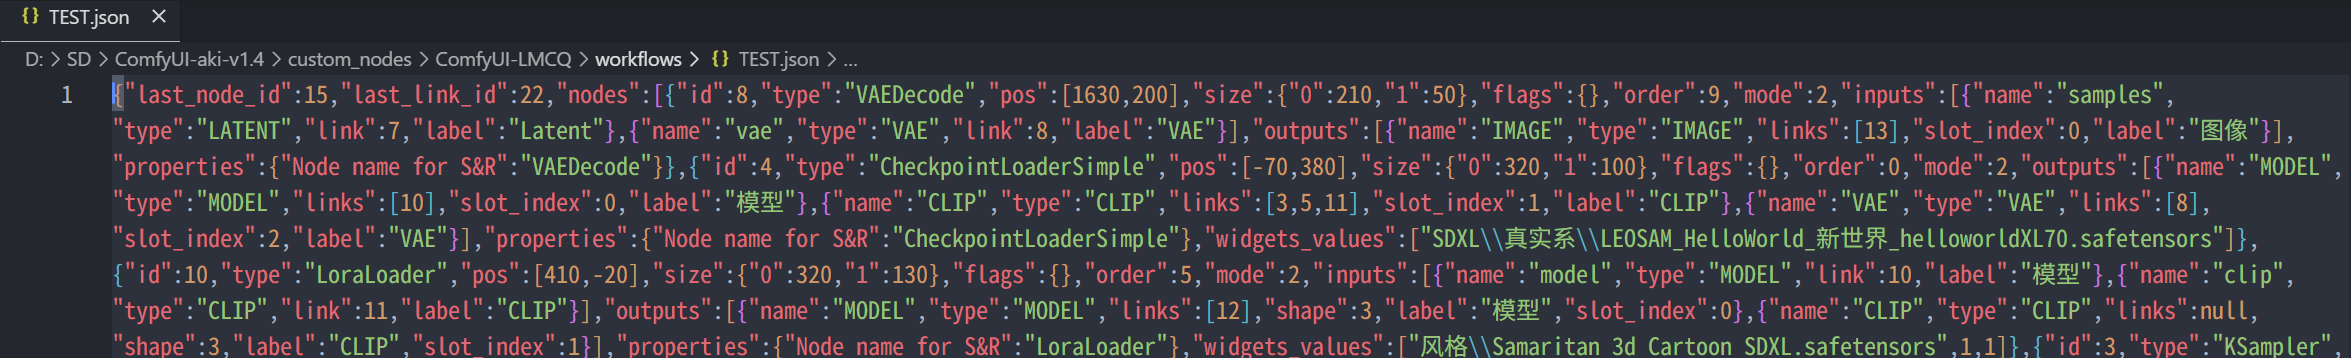 {} TEST.json ×
D: > SD > ComfyUI-aki-v1.4 > custom_nodes > ComfyUI-LMCQ > workflows > {} TEST.json > ...
1 {"last_node_id":15,"last_link_id":22,"nodes":[{"id":8,"type":"VAEDecode","pos":[1630,200],"size":{"0":210,"1":50},"flags":{},"order":9,"mode":2,"inputs":[{"name":"samples",
"type":"LATENT","link":7,"label":"Latent"},{"name":"vae","type":"VAE","link":8,"label":"VAE"}],"outputs":[{"name":"IMAGE","type":"IMAGE","links":[13],"slot_index":0,"label":"图像"}],
"properties":{"Node name for S&R":"VAEDecode"}},{"id":4,"type":"CheckpointLoaderSimple","pos":[-70,380],"size":{"0":320,"1":100},"flags":{},"order":0,"mode":2,"outputs":[{"name":"MODEL",
"type":"MODEL","links":[10],"slot_index":0,"label":"模型"},{"name":"CLIP","type":"CLIP","links":[3,5,11],"slot_index":1,"label":"CLIP"},{"name":"VAE","type":"VAE","links":[8],
"slot_index":2,"label":"VAE"}],"properties":{"Node name for S&R":"CheckpointLoaderSimple"},"widgets_values":["SDXL\\真实系\\LEOSAM_HelloWorld_新世界_helloworldXL70.safetensors"]},
{"id":10,"type":"LoraLoader","pos":[410,-20],"size":{"0":320,"1":130},"flags":{},"order":5,"mode":2,"inputs":[{"name":"model","type":"MODEL","link":10,"label":"模型"},{"name":"clip",
"type":"CLIP","link":11,"label":"CLIP"}],"outputs":[{"name":"MODEL","type":"MODEL","links":[12],"shape":3,"label":"模型","slot_index":0},{"name":"CLIP","type":"CLIP","links":null,
"shape":3,"label":"CLIP","slot_index":1}],"properties":{"Node name for S&R":"LoraLoader"},"widgets_values":["风格\\Samaritan 3d Cartoon SDXL.safetensors",1,1]},{"id":3,"type":"KSampler",